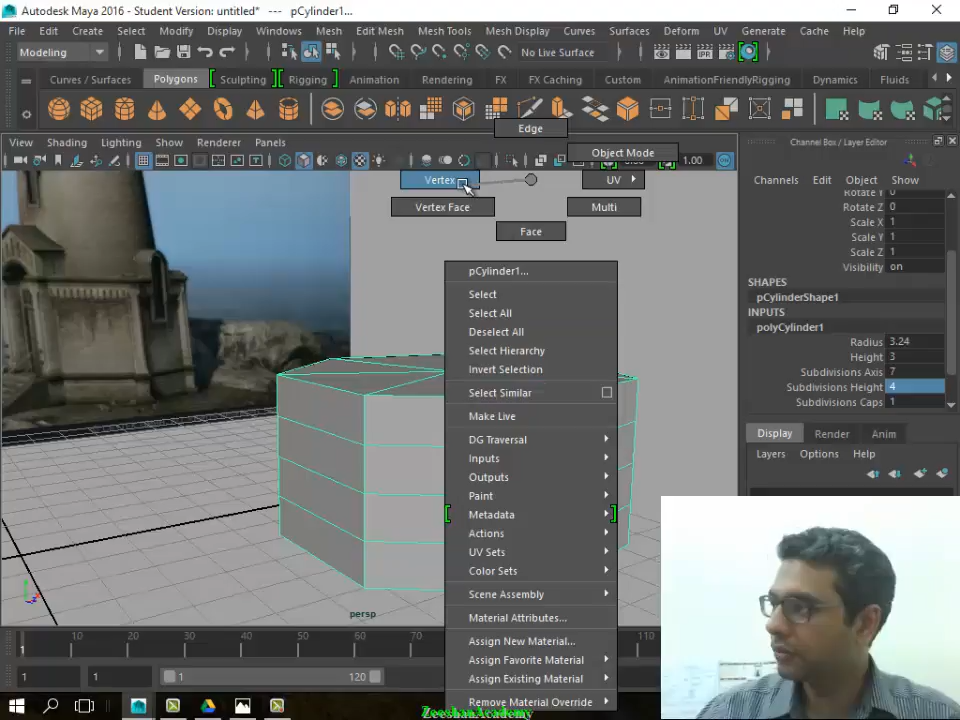 Autodesk Maya 2016 - Student Version: untitled* --- pCylinder1...
File Edit Create Select Modify Display Windows Mesh Edit Mesh Mesh Tools Mesh Display Curves Surfaces Deform UV Generate Cache Help
Modeling
No Live Surface
Curves / Surfaces Polygons Sculpting Rigging Animation Rendering FX FX Caching Custom AnimationFriendlyRigging Dynamics Fluids
Edge
View Shading Lighting Show Renderer Panels
Channel Box / Layer Editor
Object Mode
1.00
Vertex
UV
Vertex Face
Multi
Face
Channels Edit Object Show
Rotate Y 0
Rotate Z 0
Scale X 1
Scale Y 1
Scale Z 1
Visibility on
SHAPES
pCylinderShape1
INPUTS
polyCylinder1
Radius 3.24
Height 3
Subdivisions Axis 7
Subdivisions Height 4
Subdivisions Caps 1
pCylinder1...
Select
Select All
Deselect All
Select Hierarchy
Invert Selection
Select Similar
Make Live
DG Traversal
Inputs
Outputs
Paint
Metadata
Actions
UV Sets
Color Sets
Scene Assembly
Material Attributes...
Assign New Material...
Assign Favorite Material
Assign Existing Material
Remove Material Override
Display Render Anim
Layers Options Help
persp
10 20 30 40 50 60 70 110
1
1 1 1 120
ZeeshanAcademy